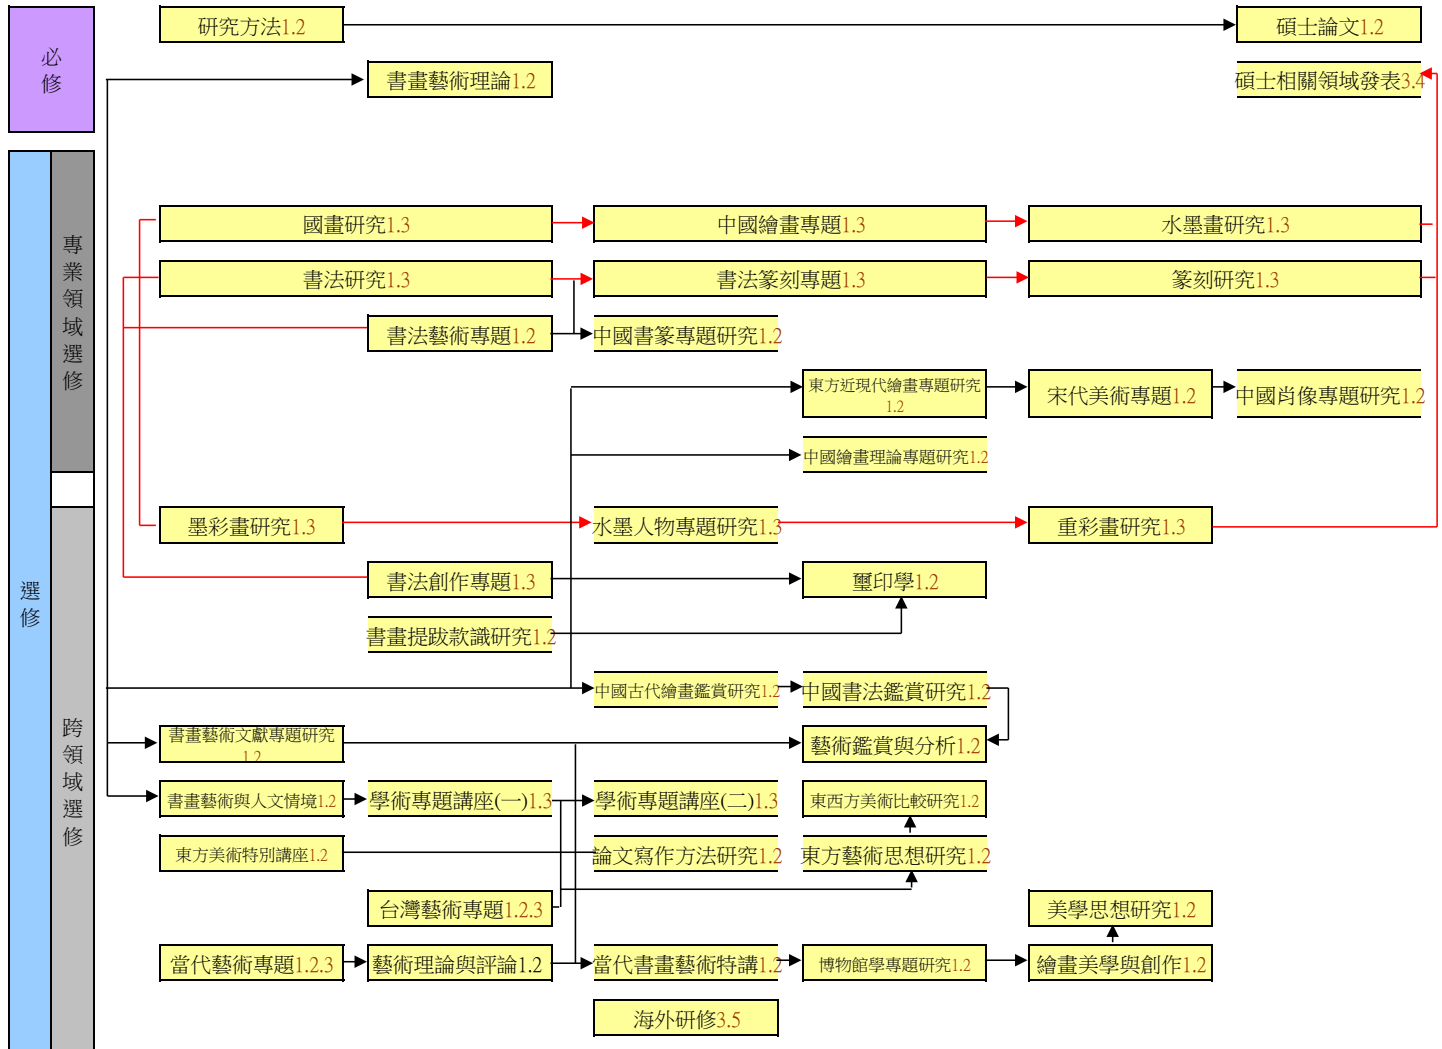 必
修
研究方法1.2
碩士論文1.2
書畫藝術理論1.2
碩士相關領域發表3.4
選
修
專
業
領
域
選
修
國畫研究1.3
中國繪畫專題1.3
水墨畫研究1.3
書法研究1.3
書法篆刻專題1.3
篆刻研究1.3
書法藝術專題1.2
中國書篆專題研究1.2
東方近現代繪畫專題研究
1.2
宋代美術專題1.2
中國肖像專題研究1.2
中國繪畫理論專題研究1.2
跨
領
域
選
修
墨彩畫研究1.3
水墨人物專題研究1.3
重彩畫研究1.3
書法創作專題1.3
璽印學1.2
書畫提跋款識研究1.2
中國古代繪畫鑑賞研究1.2
中國書法鑑賞研究1.2
書畫藝術文獻專題研究
1.2
藝術鑑賞與分析1.2
書畫藝術與人文情境1.2
學術專題講座(一)1.3
學術專題講座(二)1.3
東西方美術比較研究1.2
東方美術特別講座1.2
論文寫作方法研究1.2
東方藝術思想研究1.2
台灣藝術專題1.2.3
美學思想研究1.2
當代藝術專題1.2.3
藝術理論與評論1.2
當代書畫藝術特講1.2
博物館學專題研究1.2
繪畫美學與創作1.2
海外研修3.5